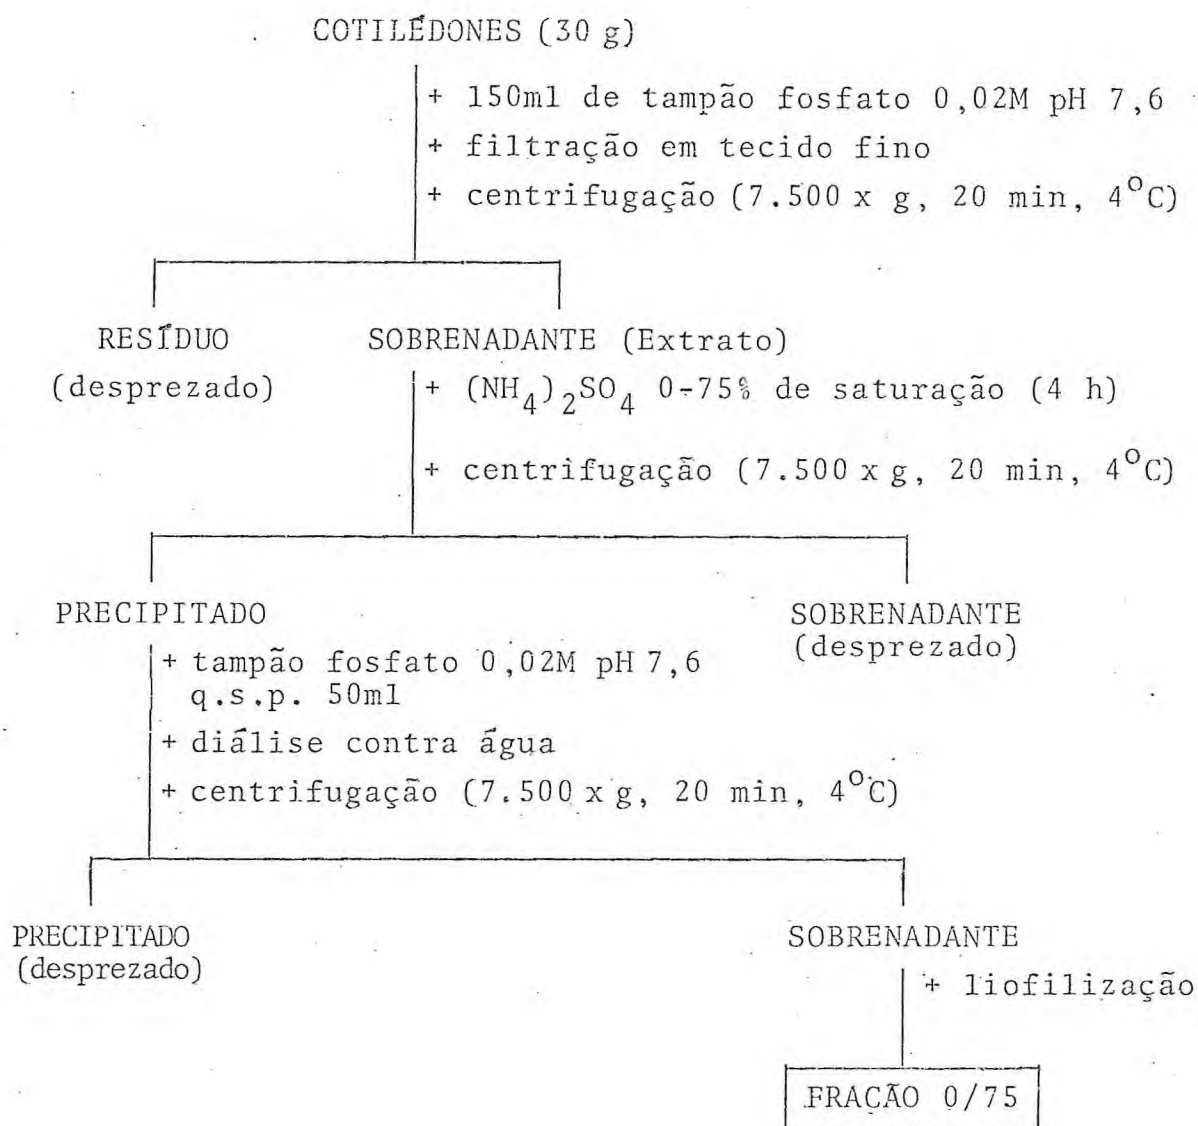 COTILÉDONES (30 g)
+ 150ml de tampão fosfato 0,02M pH 7,6
+ filtração em tecido fino
+ centrifugação (7.500 x g, 20 min, 4°C)
RESÍDUO
(desprezado)
SOBRENADANTE (Extrato)
+ (NH4)2SO4 0-75% de saturação (4 h)
+ centrifugação (7.500 x g, 20 min, 4°C)
PRECIPITADO
SOBRENADANTE
(desprezado)
+ tampão fosfato 0,02M pH 7,6
q.s.p. 50ml
+ diálise contra água
+ centrifugação (7.500 x g, 20 min, 4°C)
PRECIPITADO
(desprezado)
SOBRENADANTE
+ liofilização
FRAÇÃO 0/75